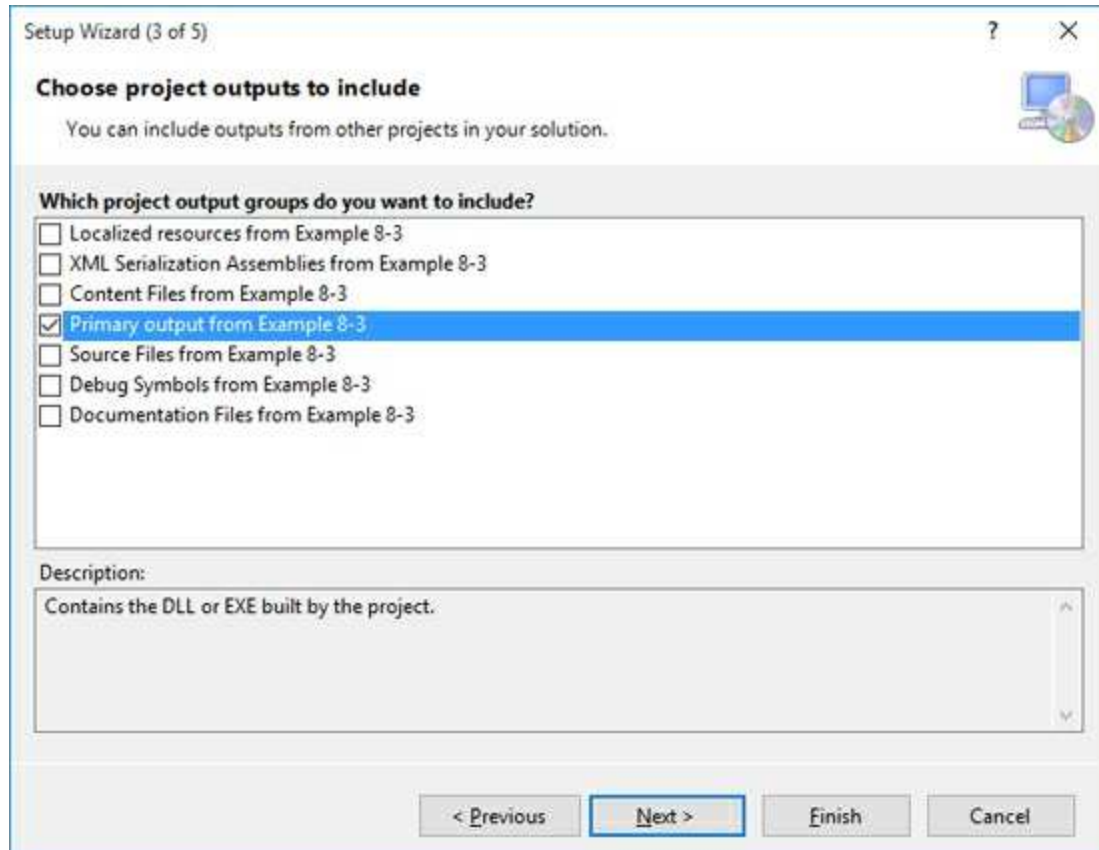 Setup Wizard (3 of 5)
?
Choose project outputs to include
You can include outputs from other projects in your solution.
Which project output groups do you want to include?
Localized resources from Example 8-3
XML Serialization Assemblies from Example 8-3
Content Files from Example 8-3
Primary output from Example 8-3
Source Files from Example 8-3
Debug Symbols from Example 8-3
Documentation Files from Example 8-3
Description:
Contains the DLL or EXE built by the project.
< Previous
Next >
Finish
Cancel